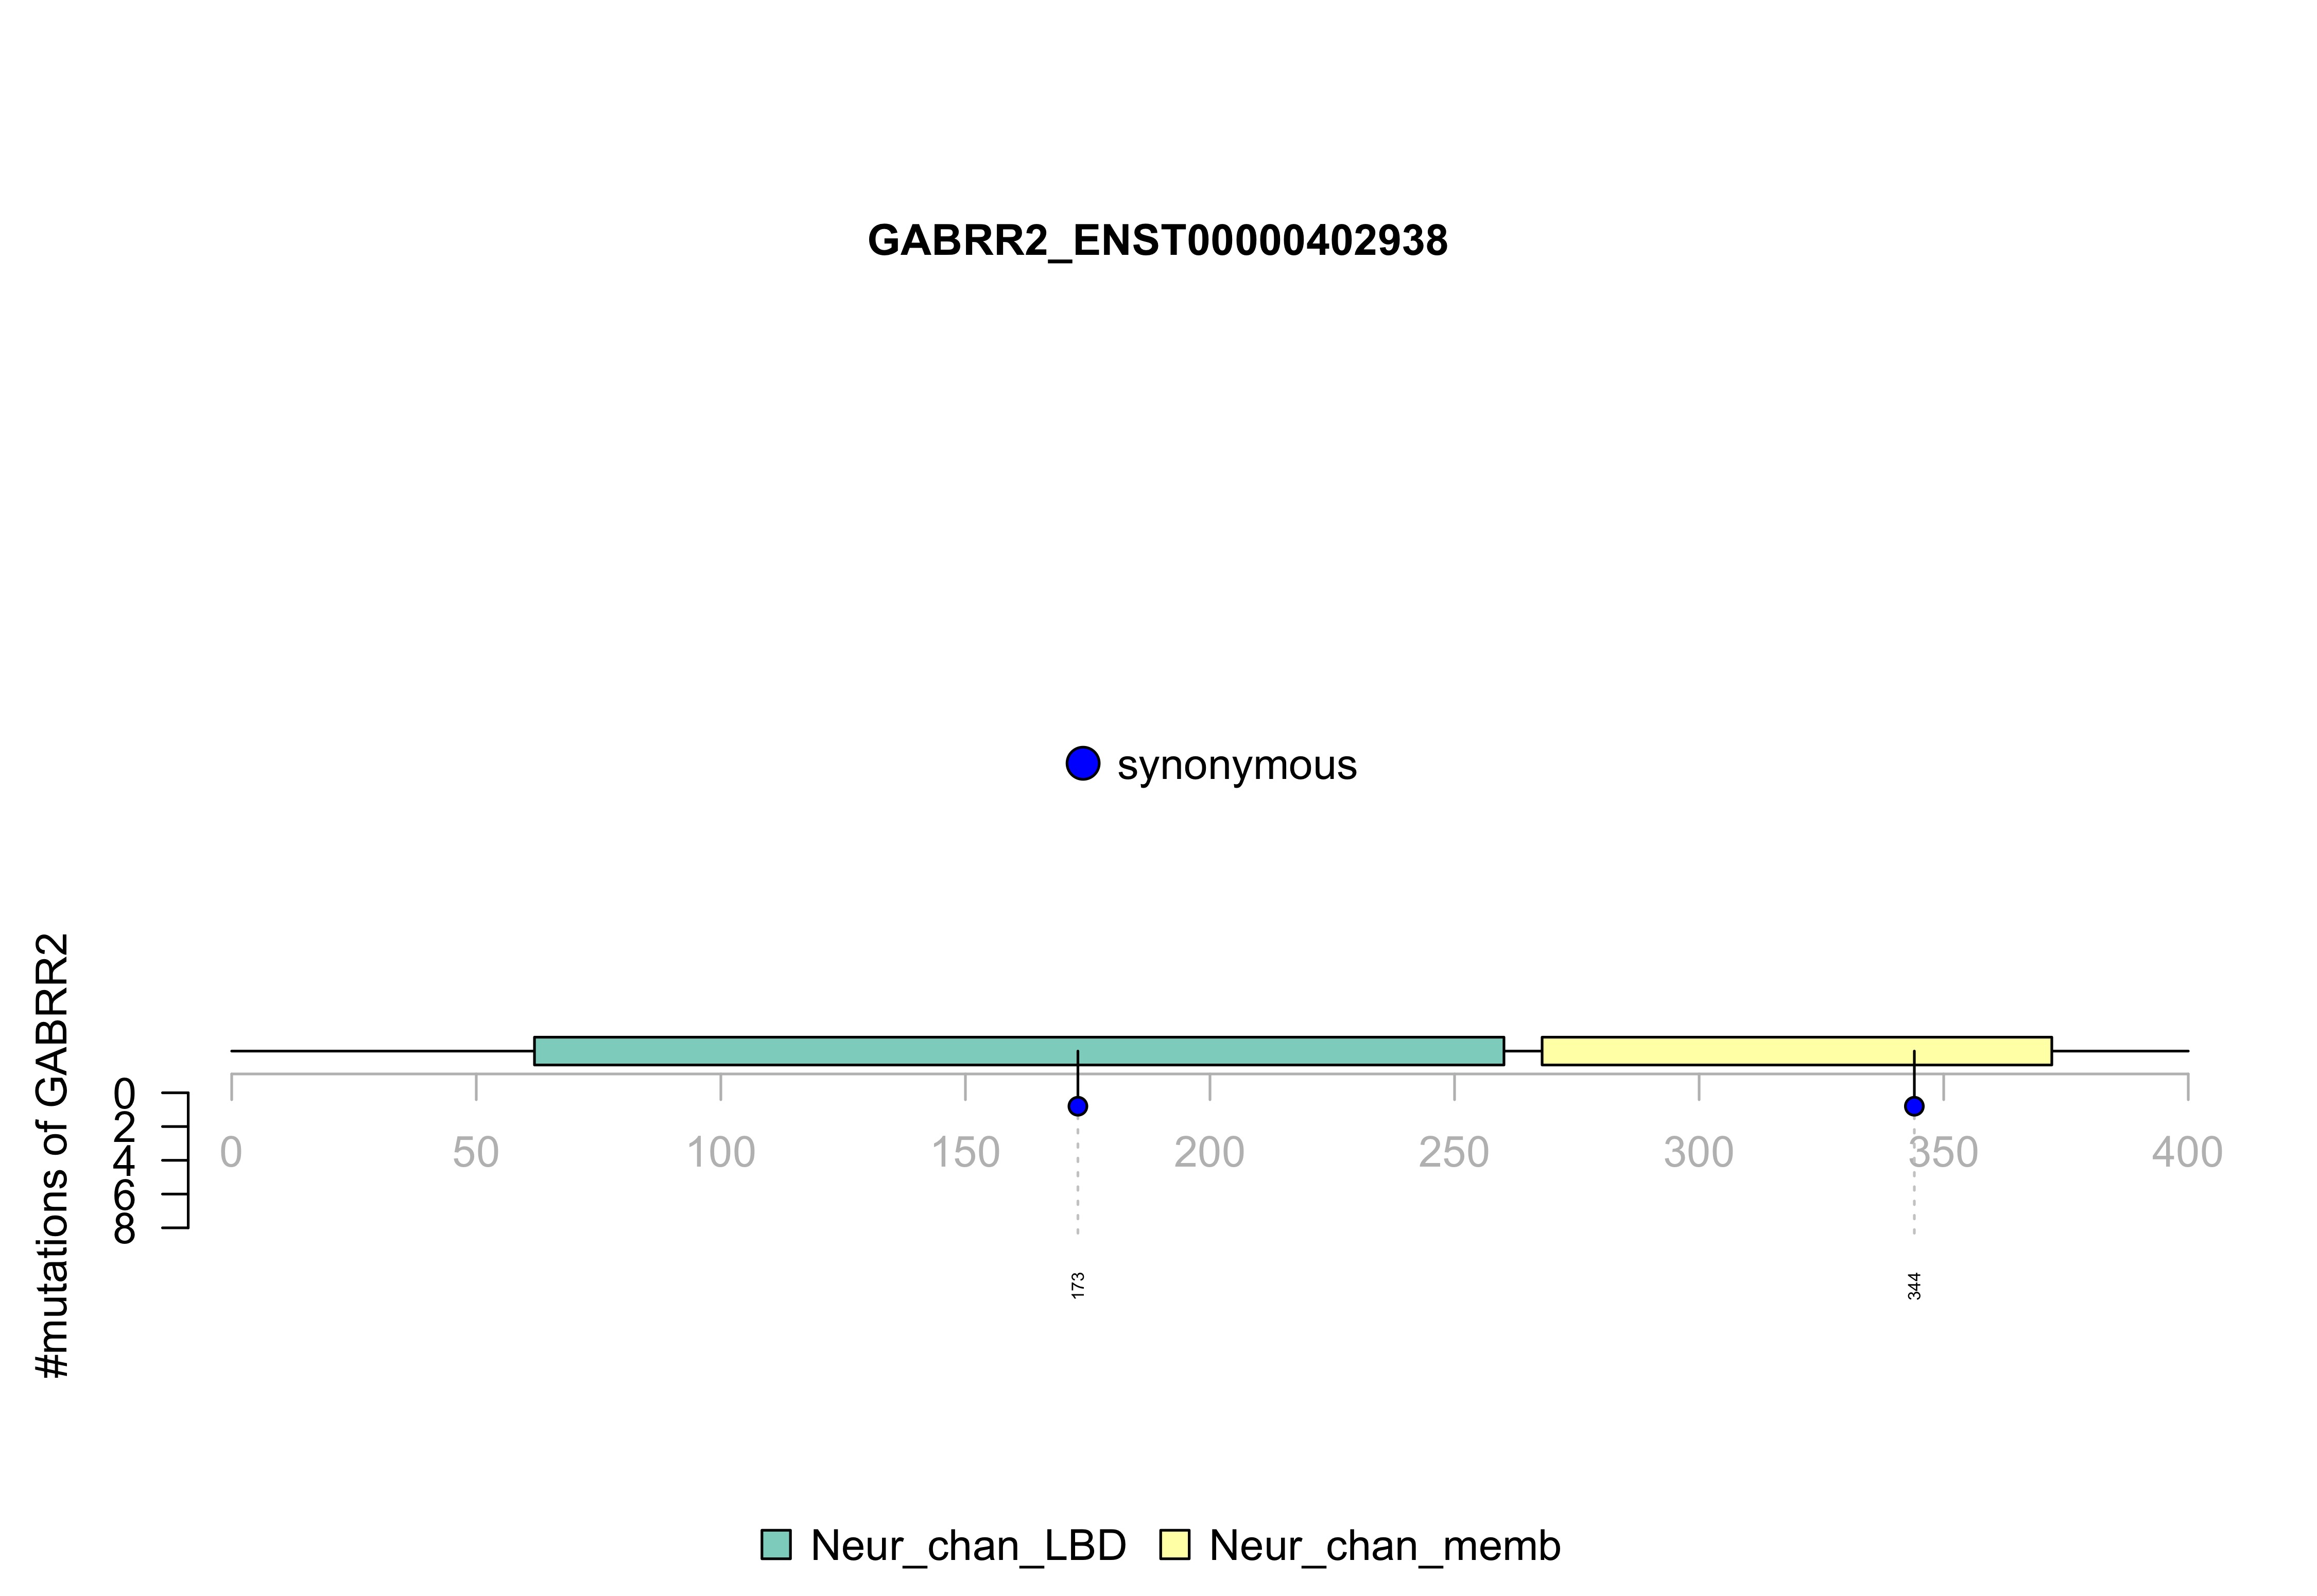 GABRR2_ENST00000402938
synonymous
#mutations of GABRR2
0
2
4
6
8
0 50 100 150 200 250 300 350 400
173 344
Neur_chan_LBD Neur_chan_memb